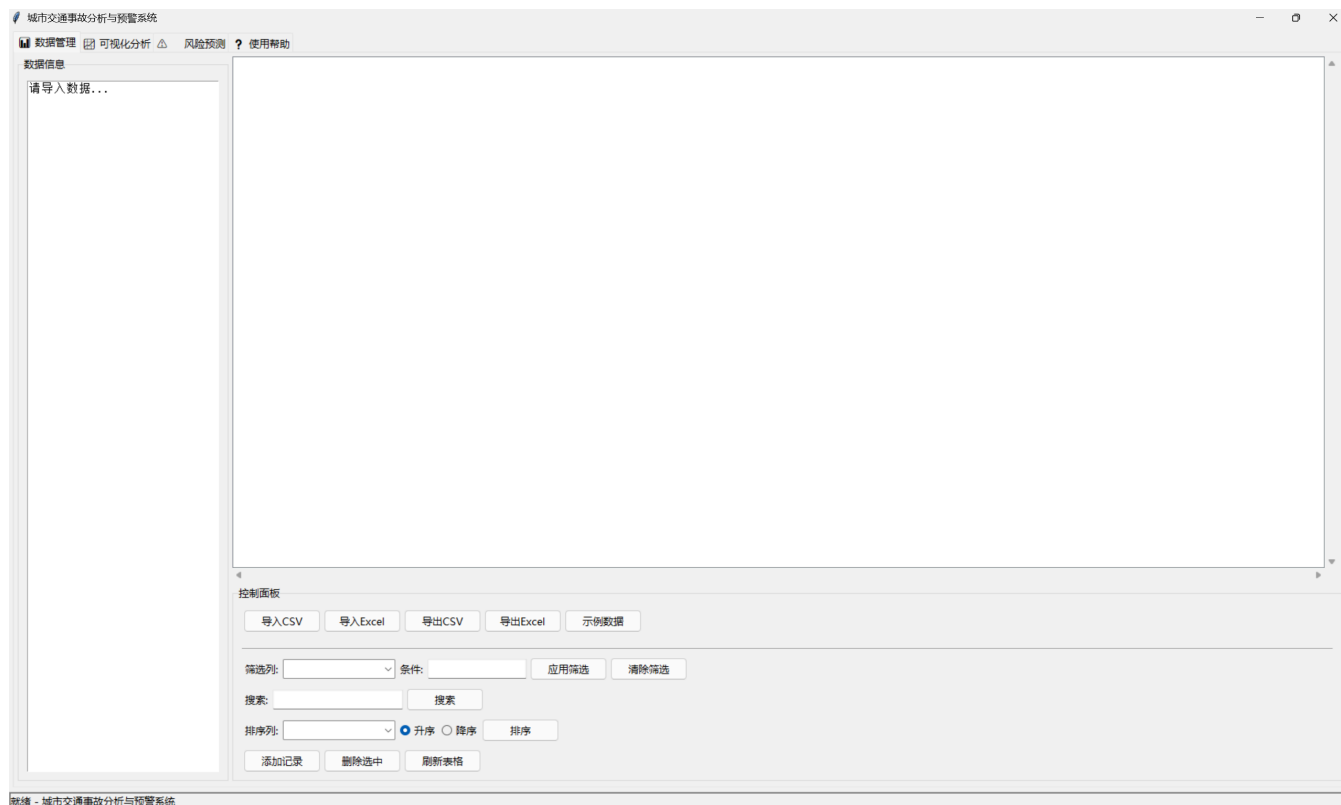 城市交通事故分析与预警系统
数据管理 可视化分析 风险预测 ? 使用帮助
数据信息
请导入数据...
控制面板
导入CSV 导入Excel 导出CSV 导出Excel 示例数据
筛选列: 条件: 应用筛选 清除筛选
搜索: 搜索
排序列: 升序 降序 排序
添加记录 删除选中 刷新表格
就绪 - 城市交通事故分析与预警系统